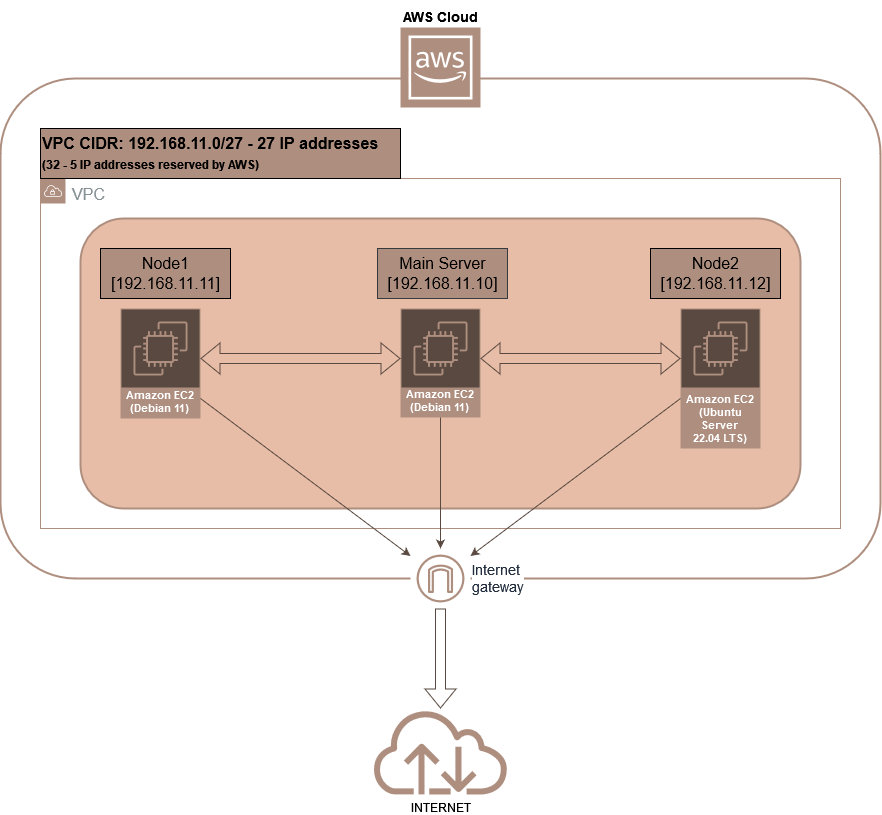 AWS Cloud
aws
VPC CIDR: 192.168.11.0/27 - 27 IP addresses
(32 - 5 IP addresses reserved by AWS)
VPC
Node1
[192.168.11.11]
Main Server
[192.168.11.10]
Node2
[192.168.11.12]
Amazon EC2
(Debian 11)
Amazon EC2
(Debian 11)
Amazon EC2
(Ubuntu
Server
22.04 LTS)
Internet
gateway
INTERNET